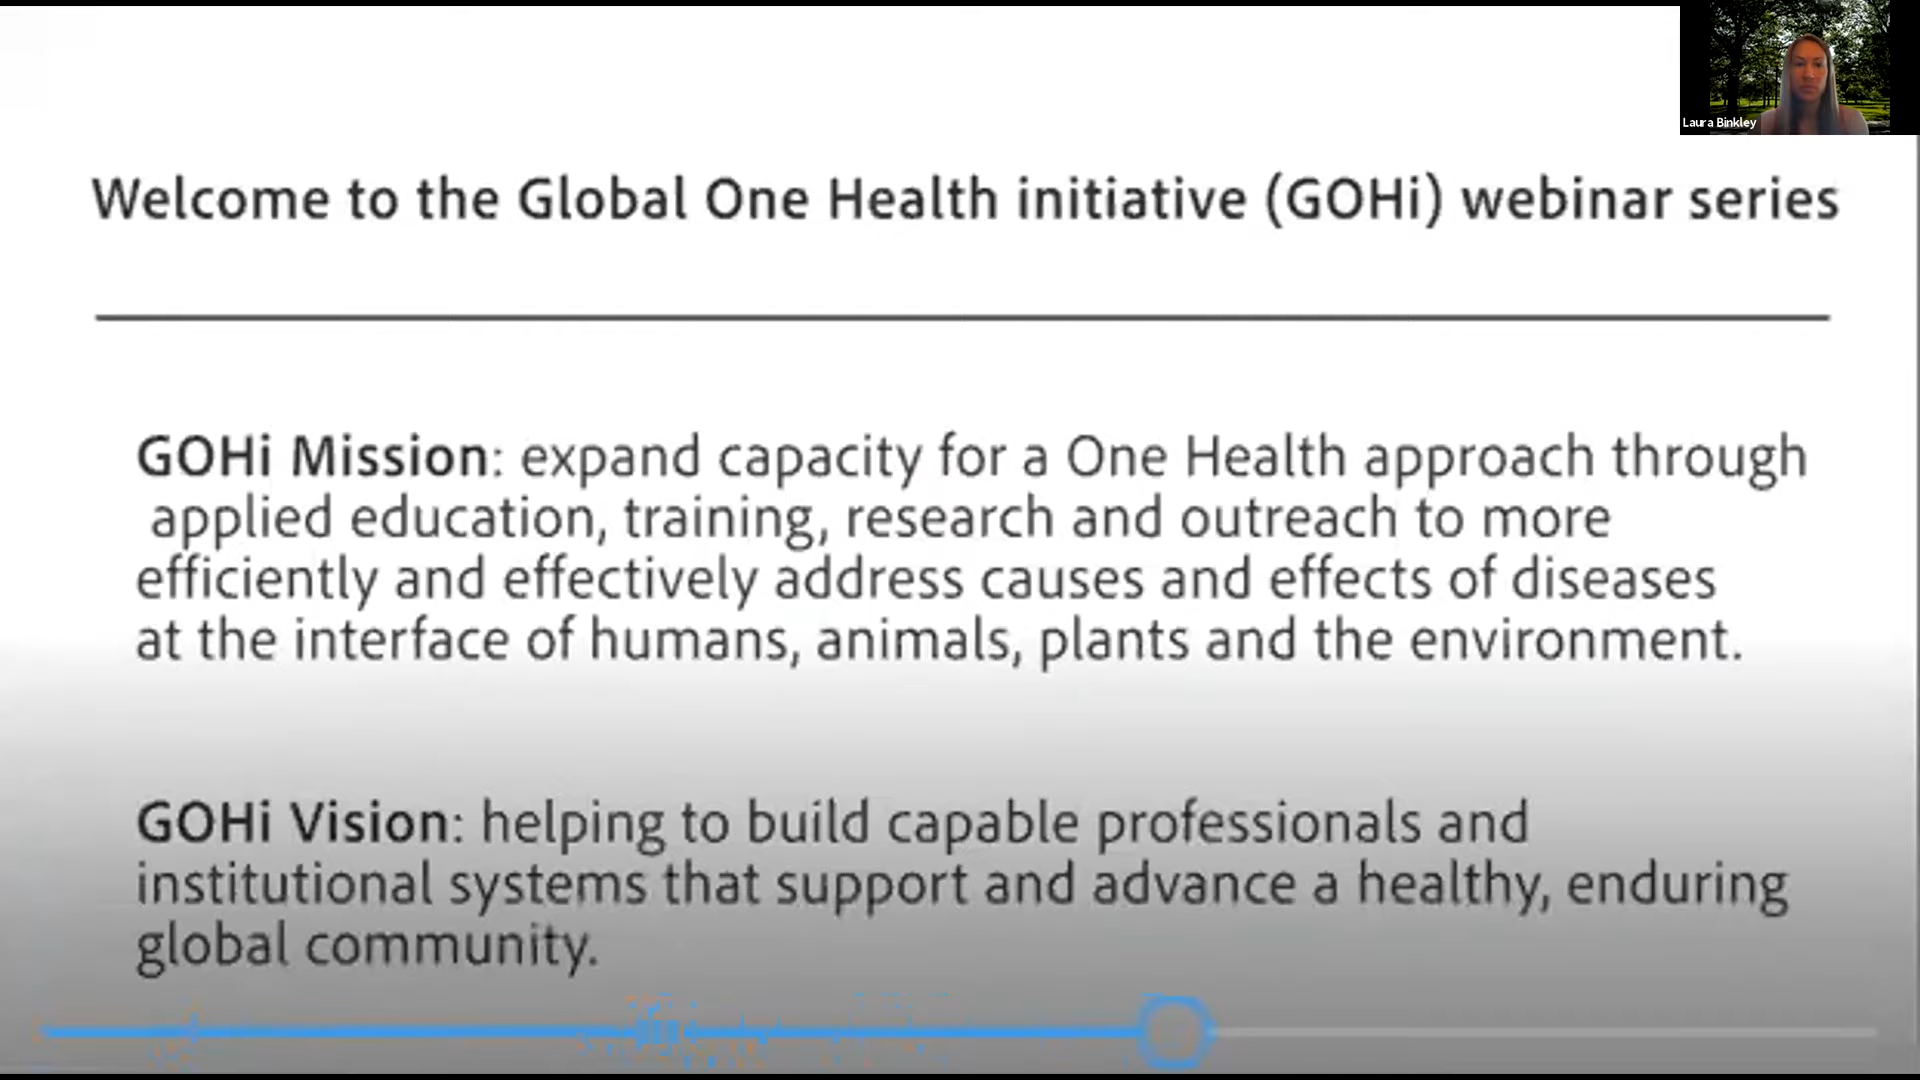 Laura Binkley
Welcome to the Global One Health initiative (GOHi) webinar series
GOHi Mission: expand capacity for a One Health approach through
applied education, training, research and outreach to more
efficiently and effectively address causes and effects of diseases
at the interface of humans, animals, plants and the environment.
GOHi Vision: helping to build capable professionals and
institutional systems that support and advance a healthy, enduring
global community.